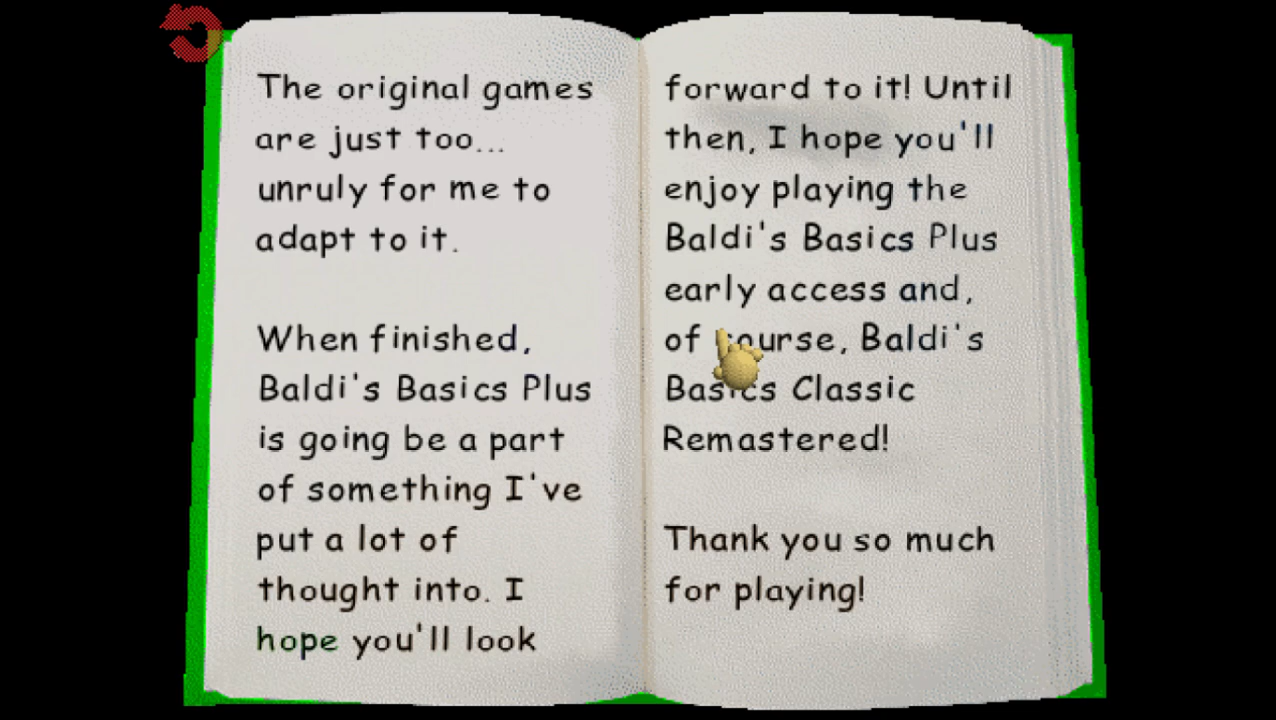 The original games
are just too...
unruly for me to
adapt to it.
When finished,
Baldi's Basics Plus
is going be a part
of something I've
put a lot of
thought into. I
hope you'll look
forward to it! Until
then, I hope you'll
enjoy playing the
Baldi's Basics Plus
early access and,
of course, Baldi's
Basics Classic
Remastered!
Thank you so much
for playing!